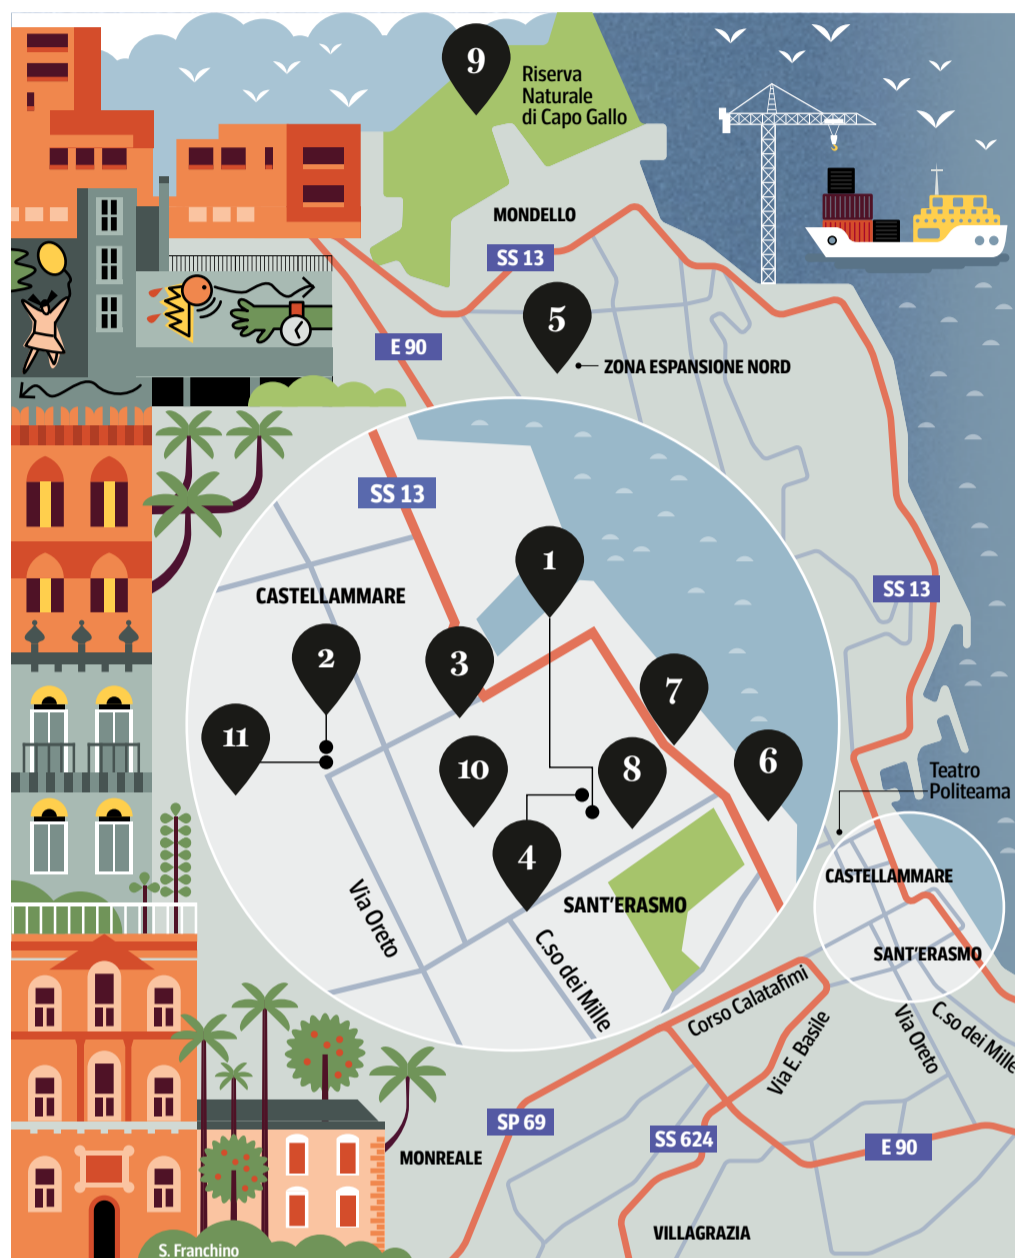 9
Riserva
Naturale
di Capo Gallo
MONDELLO
SS 13
5
E 90
ZONA ESPANSIONE NORD
SS 13
1
CASTELLAMMARE
SS 13
2
3
7
11
10
8
6
Teatro
Politeama
4
CASTELLAMMARE
Via Oreto
SANT'ERASMO
C.so dei Mille
SANT'ERASMO
Corso Calatafimi
Via E. Basile
Via Oreto
C.so dei Mille
SP 69
SS 624
E 90
MONREALE
VILLAGRAZIA
S. Franchino